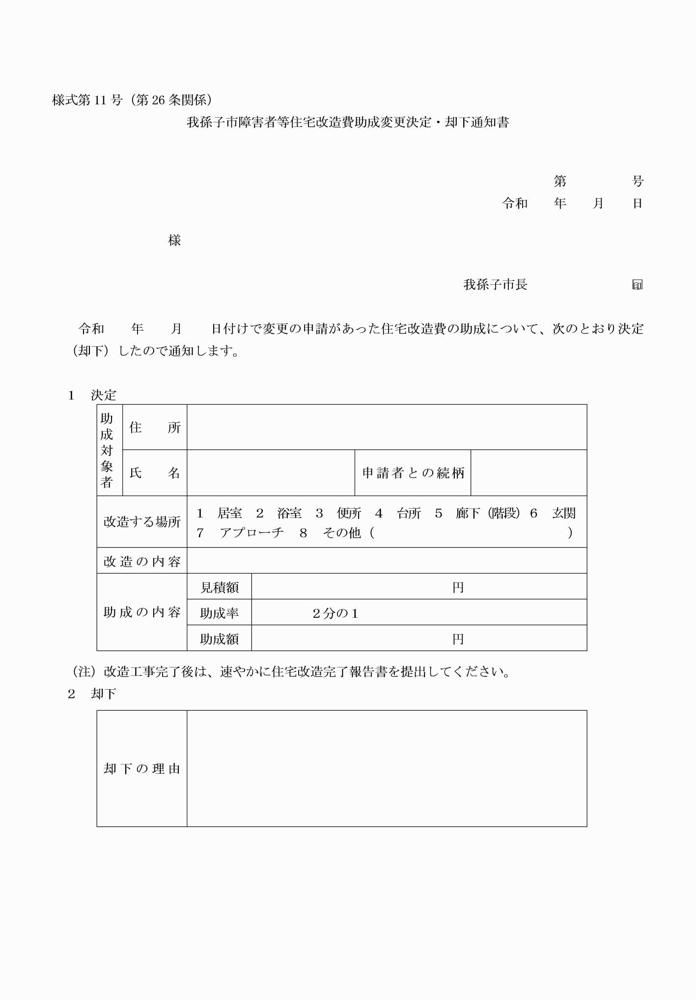 様式第 11 号（第 26 条関係）
我孫子市障害者等住宅改造費助成変更決定・却下通知書
第　　　　　号
令和　　年　　月　　日
様
我孫子市長　　　　　　　　印
令和　　年　　月　　日付けで変更の申請があった住宅改造費の助成について、次のとおり決定
（却下）したので通知します。
１　決定
助成対象者
住　　所
氏　　名
申請者との続柄
改造する場所
１　居室　２　浴室　３　便所　４　台所　５　廊下（階段）６　玄関
７　アプローチ　８　その他（　　　　　　　　　　　　　　　）
改造の内容
助成の内容
見積額　　　　　　　　円
助成率　　　２分の１
助成額　　　　　　　　円
（注）改造工事完了後は、速やかに住宅改造完了報告書を提出してください。
２　却下
却下の理由